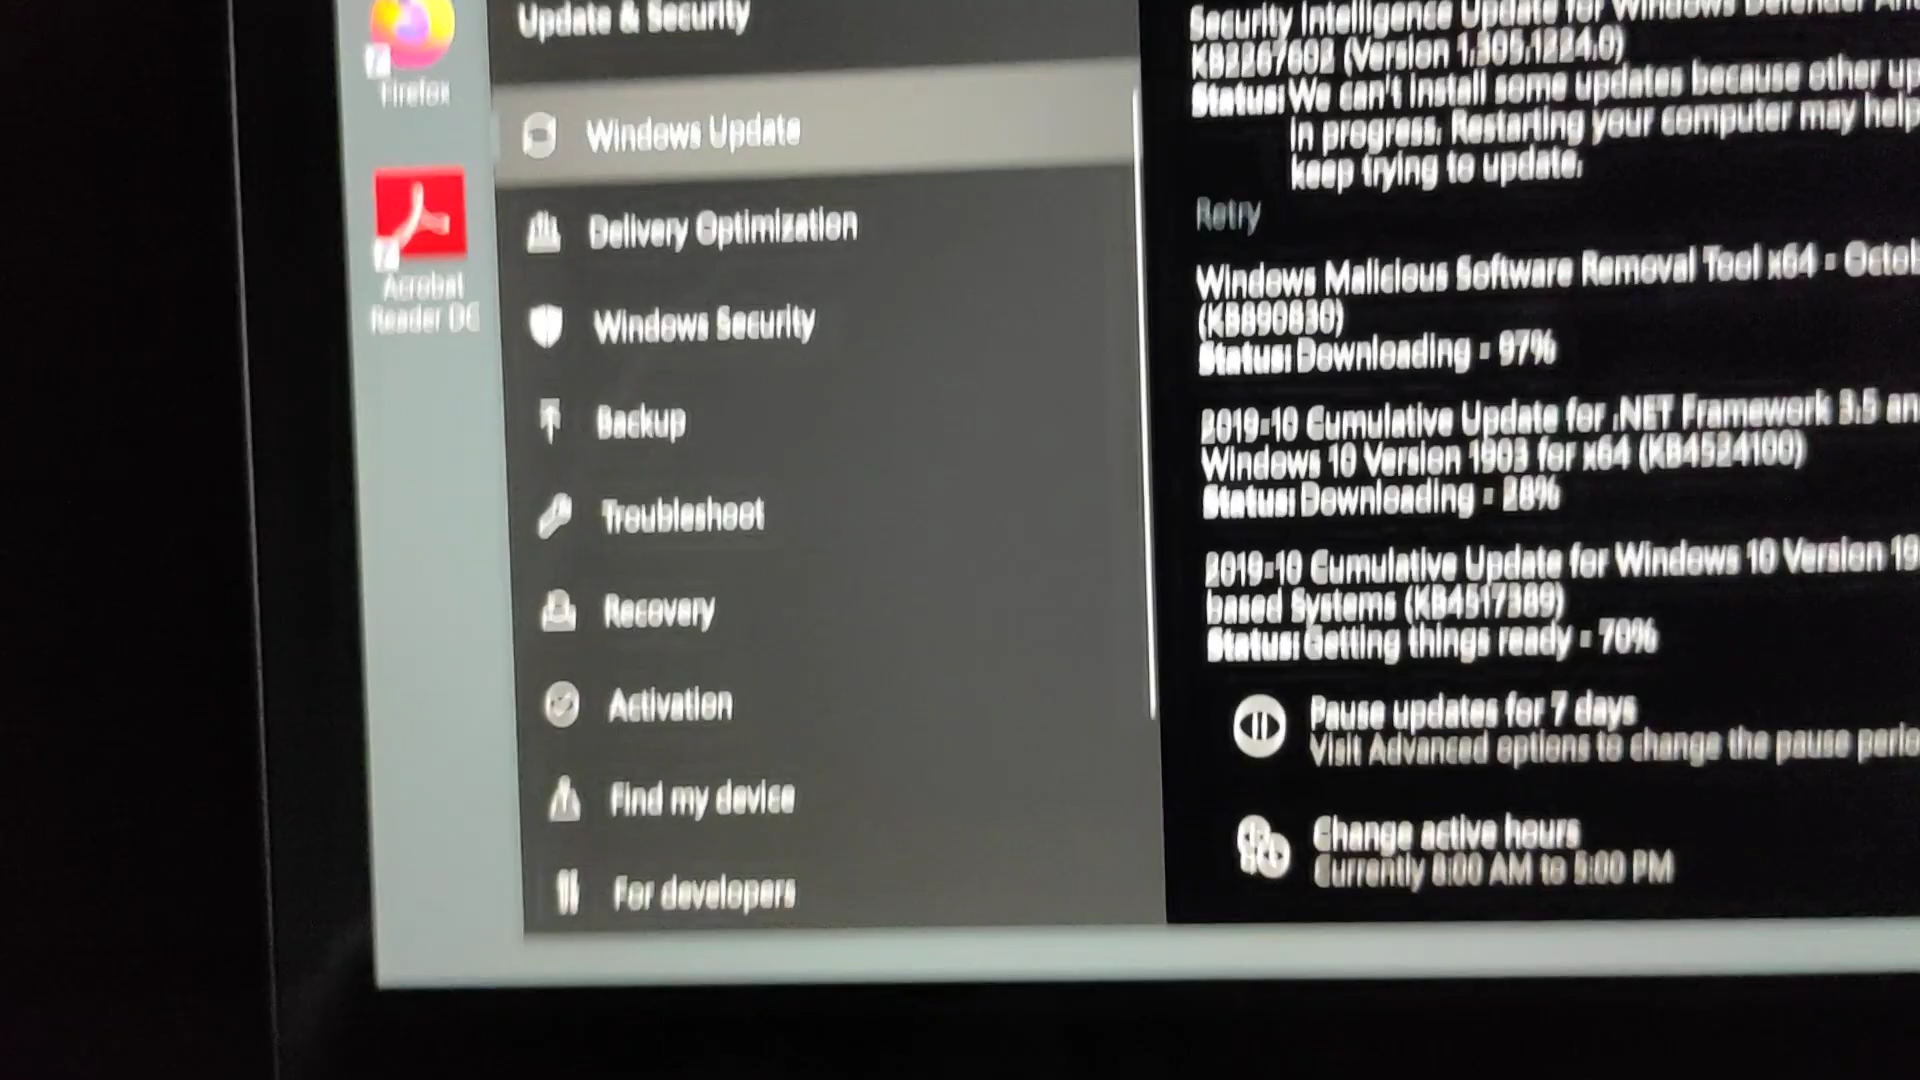 Firefox
Acrobat
Reader DC
Update & Security
Windows Update
Delivery Optimization
Windows Security
Backup
Troubleshoot
Recovery
Activation
Find my device
For developers
Security Intelligence Update for Windows Defender
KB2267602 (Version 1.305.1224.0)
Status: We can't install some updates because other
in progress. Restarting your computer may help
keep trying to update.
Retry
Windows Malicious Software Removal Tool x64 -
(KB890830)
Status: Downloading - 97%
2019-10 Cumulative Update for .NET Framework 3.5
Windows 10 Version 1903 for x64 (KB4524100)
Status: Downloading -
2019-10 Cumulative Update for Windows 10 Version
based Systems (KB4517389)
Status: Getting things ready - 70%
Pause updates for 7 days
Visit Advanced options to change the pause
Change active hours
Currently 8:00 AM to 5:00 PM